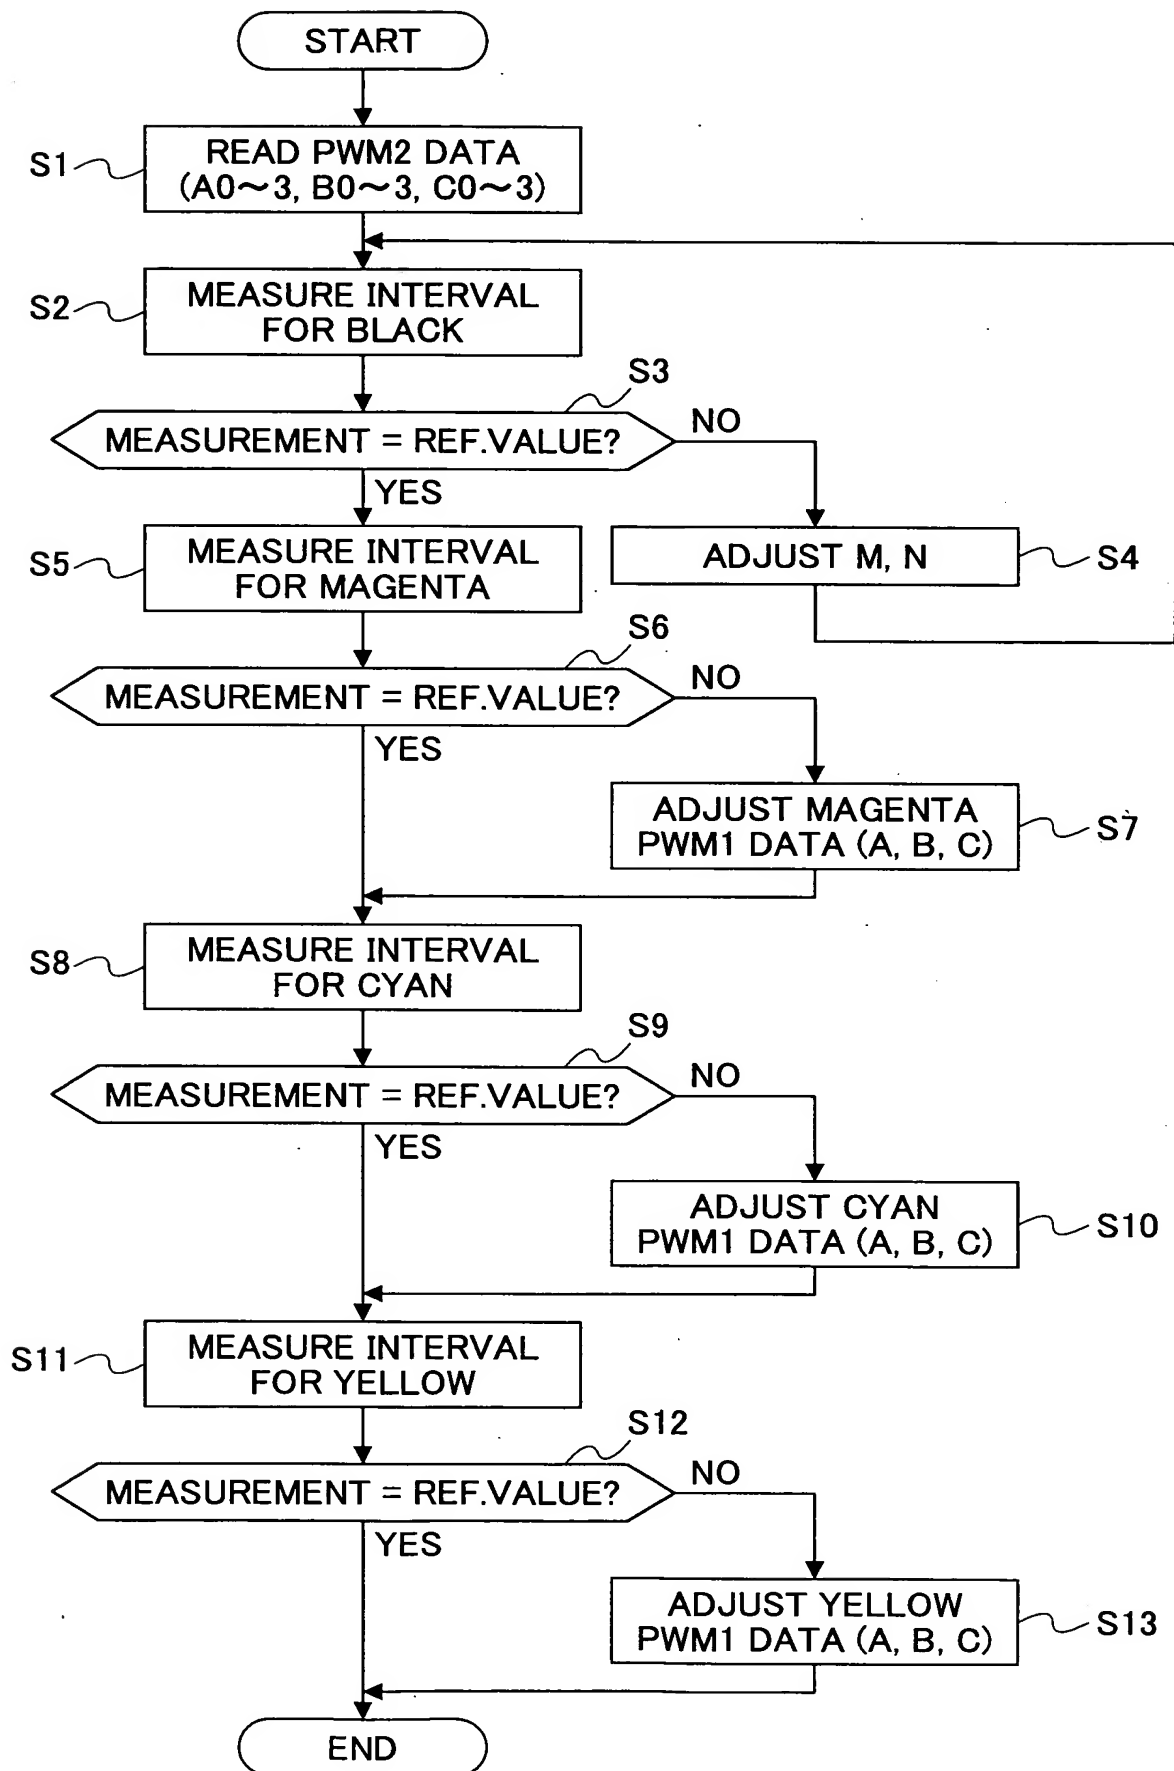 START
S1
READ PWM2 DATA
(A0～3, B0～3, C0～3)
S2
MEASURE INTERVAL
FOR BLACK
S3
MEASUREMENT = REF.VALUE?
NO
YES
S5
MEASURE INTERVAL
FOR MAGENTA
ADJUST M, N
S4
S6
MEASUREMENT = REF.VALUE?
NO
YES
ADJUST MAGENTA
PWM1 DATA (A, B, C)
S7
S8
MEASURE INTERVAL
FOR CYAN
S9
MEASUREMENT = REF.VALUE?
NO
YES
ADJUST CYAN
PWM1 DATA (A, B, C)
S10
S11
MEASURE INTERVAL
FOR YELLOW
S12
MEASUREMENT = REF.VALUE?
NO
YES
ADJUST YELLOW
PWM1 DATA (A, B, C)
S13
END